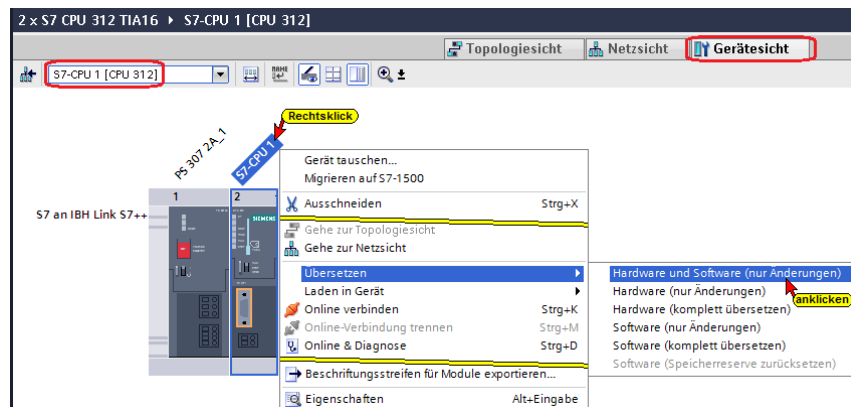 2 x S7 CPU 312 TIA16 ▸ S7-CPU 1 [CPU 312]
Topologiesicht Netzsicht Gerätesicht
S7-CPU 1 [CPU 312]
Rechtsklick
PS 307 2A_1
S7-CPU 1
1 2
S7 an IBH Link S7++
SIEMENS
Gerät tauschen...
Migrieren auf S7-1500
Ausschneiden Strg+X
Gehe zur Topologiesicht
Gehe zur Netzsicht
Übersetzen
Laden in Gerät
Online verbinden Strg+K
Online-Verbindung trennen Strg+M
Online & Diagnose Strg+D
Beschriftungsstreifen für Module exportieren...
Eigenschaften Alt+Eingabe
Hardware und Software (nur Änderungen)
Hardware (nur Änderungen)
anklicken
Hardware (komplett übersetzen)
Software (nur Änderungen)
Software (komplett übersetzen)
Software (Speicherreserve zurücksetzen)